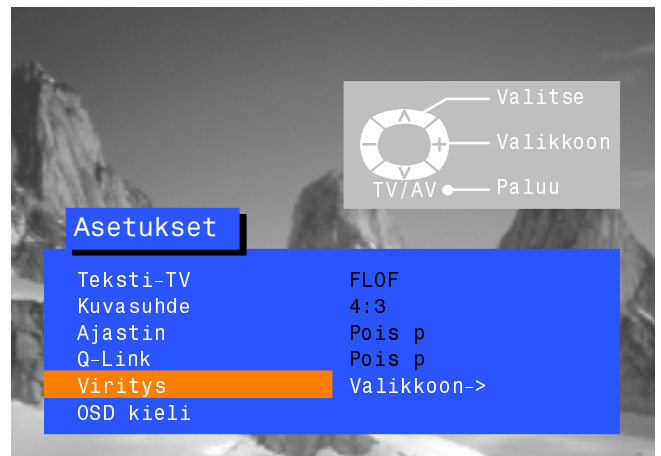 Valitse
Valikkoon
TV/AV Paluu
Asetukset
Teksti-TV FLOF
Kuvasuhde 4:3
Ajastin Pois p
Q-Link Pois p
Viritys Valikkoon->
OSD kieli